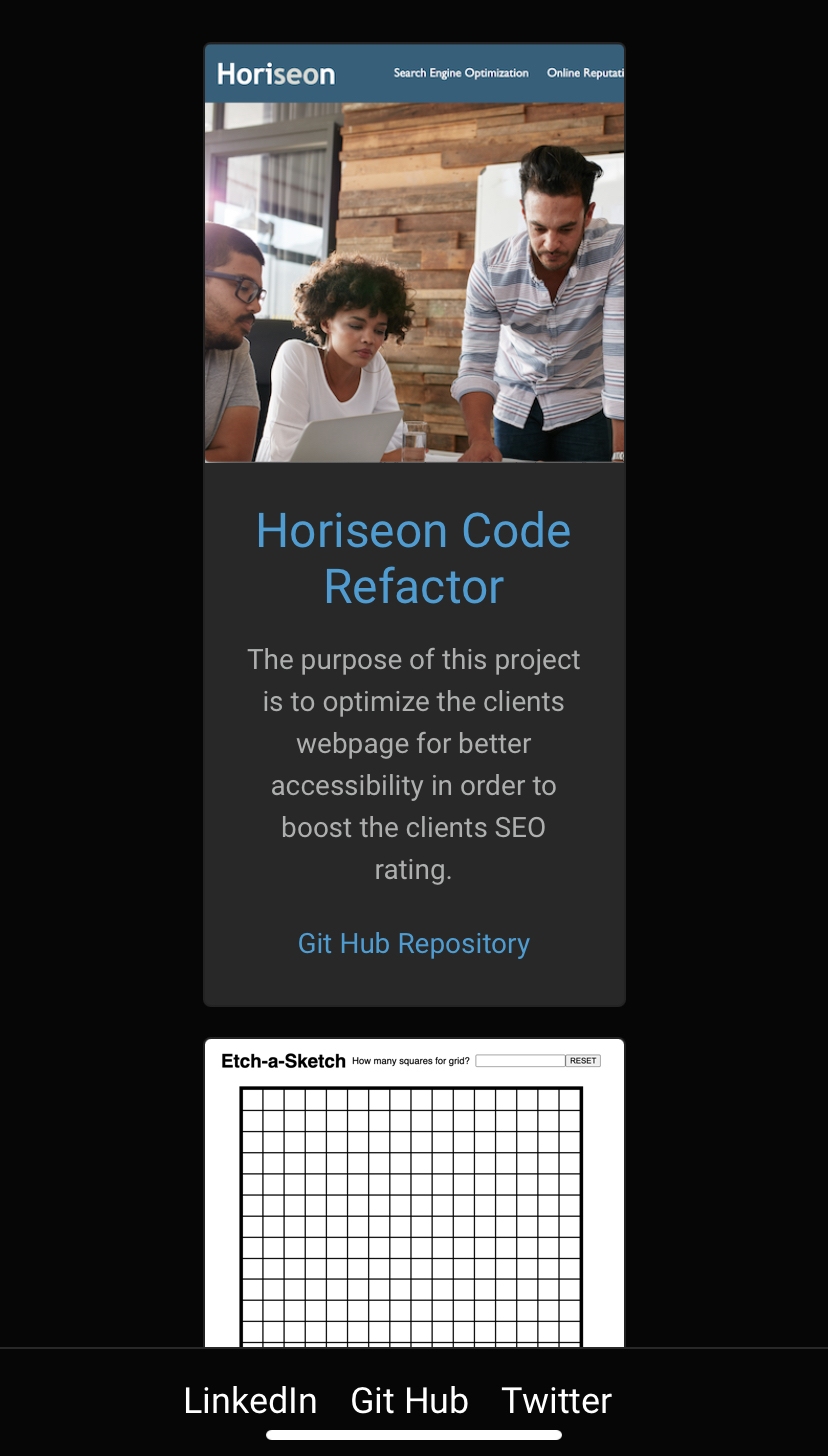 Horiseon Search Engine Optimization Online Reputati
Horiseon Code
Refactor
The purpose of this project
is to optimize the clients
webpage for better
accessibility in order to
boost the clients SEO
rating.
Git Hub Repository
Etch-a-Sketch How many squares for grid? RESET
LinkedIn Git Hub Twitter